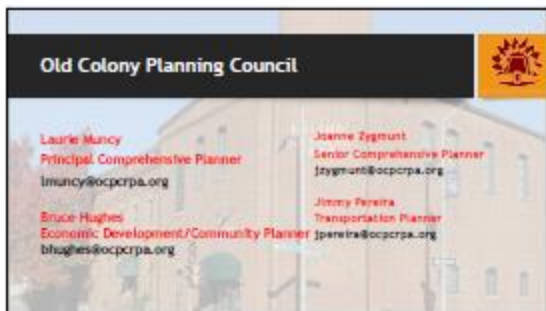 Old Colony Planning Council
Laurie Muncy
Principal Comprehensive Planner
lmuncy@ocpcrpa.org
Bruce Hughes
Economic Development/Community Planner
bhughes@ocpcrpa.org
Joanne Zygmunt
Senior Comprehensive Planner
jzygmunt@ocpcrpa.org
Jimmy Pereira
Transportation Planner
jpereira@ocpcrpa.org